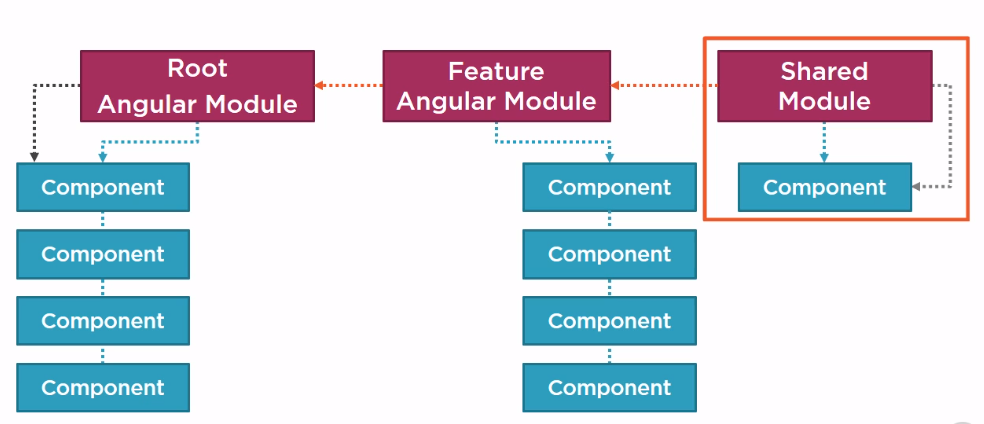 Root
Angular Module
Feature
Angular Module
Shared
Module
Component
Component
Component
Component
Component
Component
Component
Component
Component